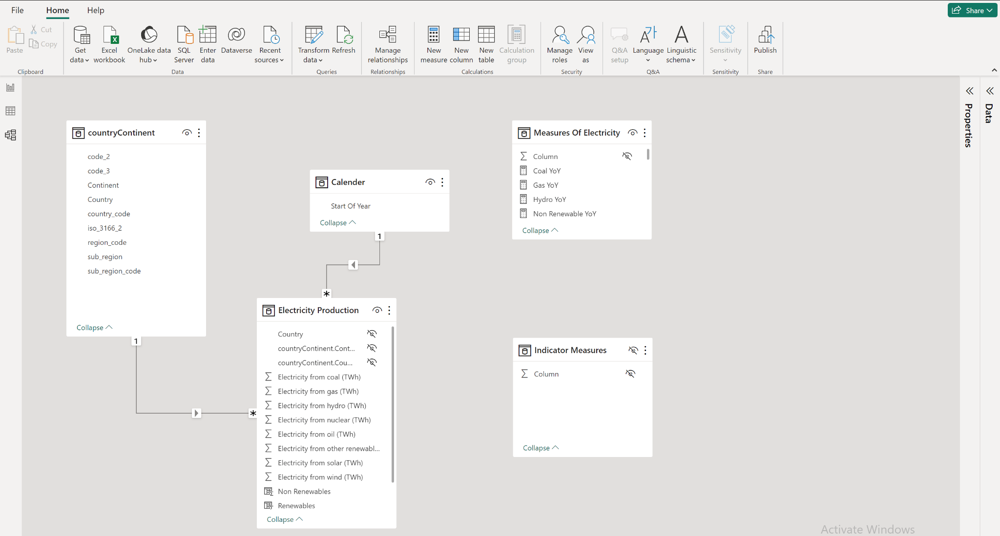 File
Home
Help
Share
Paste
Cut
Copy
Clipboard
Get
data
Excel
workbook
OneLake data
hub
SQL
Server
Enter
data
Dataverse
Recent
sources
Data
Transform
data
Refresh
Queries
Manage
relationships
Relationships
New
measure
New
column
New
table
Calculation
group
Calculations
Manage
roles
View
as
Security
Q&A
setup
Language
Linguistic
schema
Q&A
Sensitivity
Sensitivity
Publish
Share
Properties
Data
countryContinent
code_2
code_3
Continent
Country
country_code
iso_3166_2
region_code
sub_region
sub_region_code
Collapse
1
*
Calender
Start Of Year
Collapse
1
*
Electricity Production
Country
countryContinent.Cont...
countryContinent.Cou...
Electricity from coal (TWh)
Electricity from gas (TWh)
Electricity from hydro (TWh)
Electricity from nuclear (TWh)
Electricity from oil (TWh)
Electricity from other renewabl...
Electricity from solar (TWh)
Electricity from wind (TWh)
Non Renewables
Renewables
Collapse
Measures Of Electricity
Column
Coal YoY
Gas YoY
Hydro YoY
Non Renewable YoY
Collapse
Indicator Measures
Column
Collapse
Activate Windows